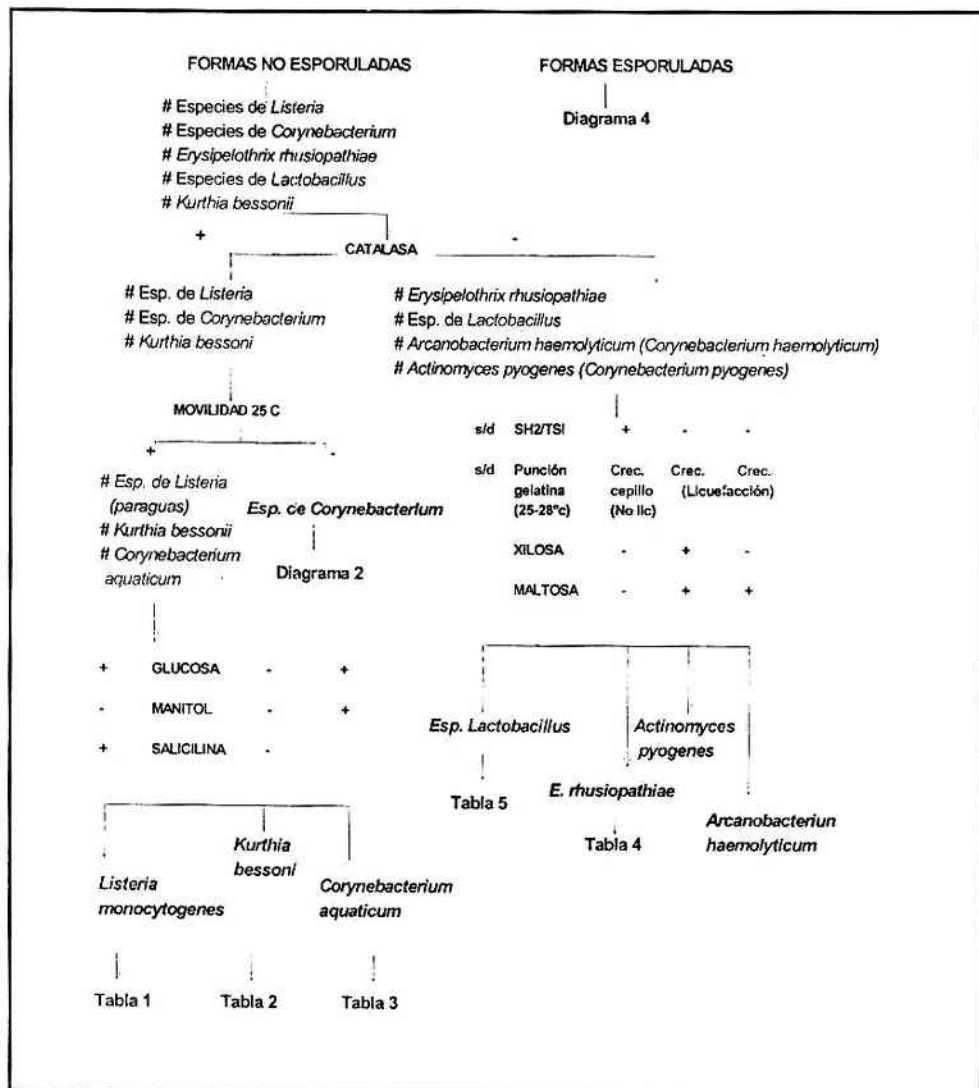 FORMAS NO ESPORULADAS
FORMAS ESPORULADAS
# Especies de Listeria
# Especies de Corynebacterium
# Erysipelothrix rhusiopathiae
# Especies de Lactobacillus
# Kurthia bessonii
Diagrama 4
+ -
CATALASA
# Esp. de Listeria
# Esp. de Corynebacterium
# Kurthia bessoni
# Erysipelothrix rhusiopathiae
# Esp. de Lactobacillus
# Arcanobacterium haemolyticum (Corynebacterium haemolyticum)
# Actinomyces pyogenes (Corynebacterium pyogenes)
MOVILIDAD 25 C
+ -
# Esp. de Listeria
(paraguas)
# Kurthia bessonii
# Corynebacterium
aquaticum
Esp. de Corynebacterium
Diagrama 2
s/d SH2/TSI + - -
s/d Punción Crec. Crec. Crec.
gelatina cepillo (Licuefacción)
(25-28°c) (No lic)
XILOSA - + -
MALTOSA - + +
+ GLUCOSA - +
- MANITOL - +
+ SALICILINA -
Esp. Lactobacillus
Tabla 5
E. rhusiopathiae
Tabla 4
Actinomyces
pyogenes
Arcanobacteriun
haemolyticum
Listeria
monocytogenes
Kurthia
bessoni
Corynebacterium
aquaticum
Tabla 1 Tabla 2 Tabla 3